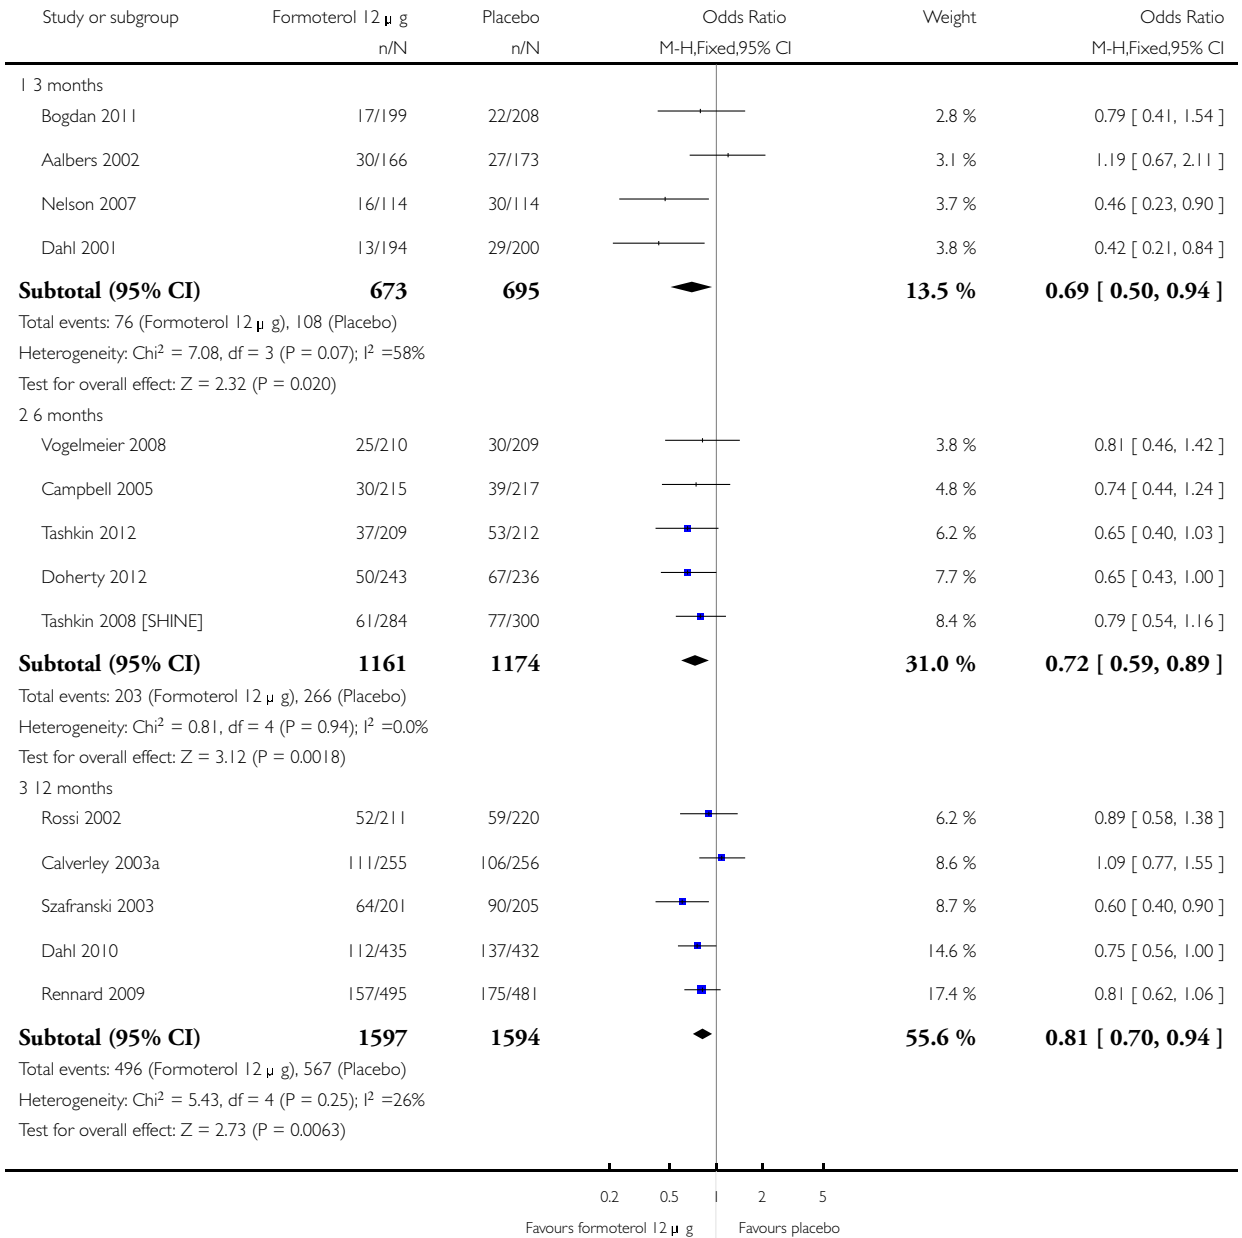 Study or subgroup Formoterol 12 μ g Placebo Odds Ratio Weight Odds Ratio
n/N n/N M-H,Fixed,95% CI M-H,Fixed,95% CI
1 3 months
Bogdan 2011 17/199 22/208 2.8 % 0.79 [ 0.41, 1.54 ]
Aalbers 2002 30/166 27/173 3.1 % 1.19 [ 0.67, 2.11 ]
Nelson 2007 16/114 30/114 3.7 % 0.46 [ 0.23, 0.90 ]
Dahl 2001 13/194 29/200 3.8 % 0.42 [ 0.21, 0.84 ]
Subtotal (95% CI) 673 695 13.5 % 0.69 [ 0.50, 0.94 ]
Total events: 76 (Formoterol 12 μ g), 108 (Placebo)
Heterogeneity: Chi² = 7.08, df = 3 (P = 0.07); I² =58%
Test for overall effect: Z = 2.32 (P = 0.020)
2 6 months
Vogelmeier 2008 25/210 30/209 3.8 % 0.81 [ 0.46, 1.42 ]
Campbell 2005 30/215 39/217 4.8 % 0.74 [ 0.44, 1.24 ]
Tashkin 2012 37/209 53/212 6.2 % 0.65 [ 0.40, 1.03 ]
Doherty 2012 50/243 67/236 7.7 % 0.65 [ 0.43, 1.00 ]
Tashkin 2008 [SHINE] 61/284 77/300 8.4 % 0.79 [ 0.54, 1.16 ]
Subtotal (95% CI) 1161 1174 31.0 % 0.72 [ 0.59, 0.89 ]
Total events: 203 (Formoterol 12 μ g), 266 (Placebo)
Heterogeneity: Chi² = 0.81, df = 4 (P = 0.94); I² =0.0%
Test for overall effect: Z = 3.12 (P = 0.0018)
3 12 months
Rossi 2002 52/211 59/220 6.2 % 0.89 [ 0.58, 1.38 ]
Calverley 2003a 111/255 106/256 8.6 % 1.09 [ 0.77, 1.55 ]
Szafranski 2003 64/201 90/205 8.7 % 0.60 [ 0.40, 0.90 ]
Dahl 2010 112/435 137/432 14.6 % 0.75 [ 0.56, 1.00 ]
Rennard 2009 157/495 175/481 17.4 % 0.81 [ 0.62, 1.06 ]
Subtotal (95% CI) 1597 1594 55.6 % 0.81 [ 0.70, 0.94 ]
Total events: 496 (Formoterol 12 μ g), 567 (Placebo)
Heterogeneity: Chi² = 5.43, df = 4 (P = 0.25); I² =26%
Test for overall effect: Z = 2.73 (P = 0.0063)
0.2 0.5 1 2 5
Favours formoterol 12 μ g Favours placebo